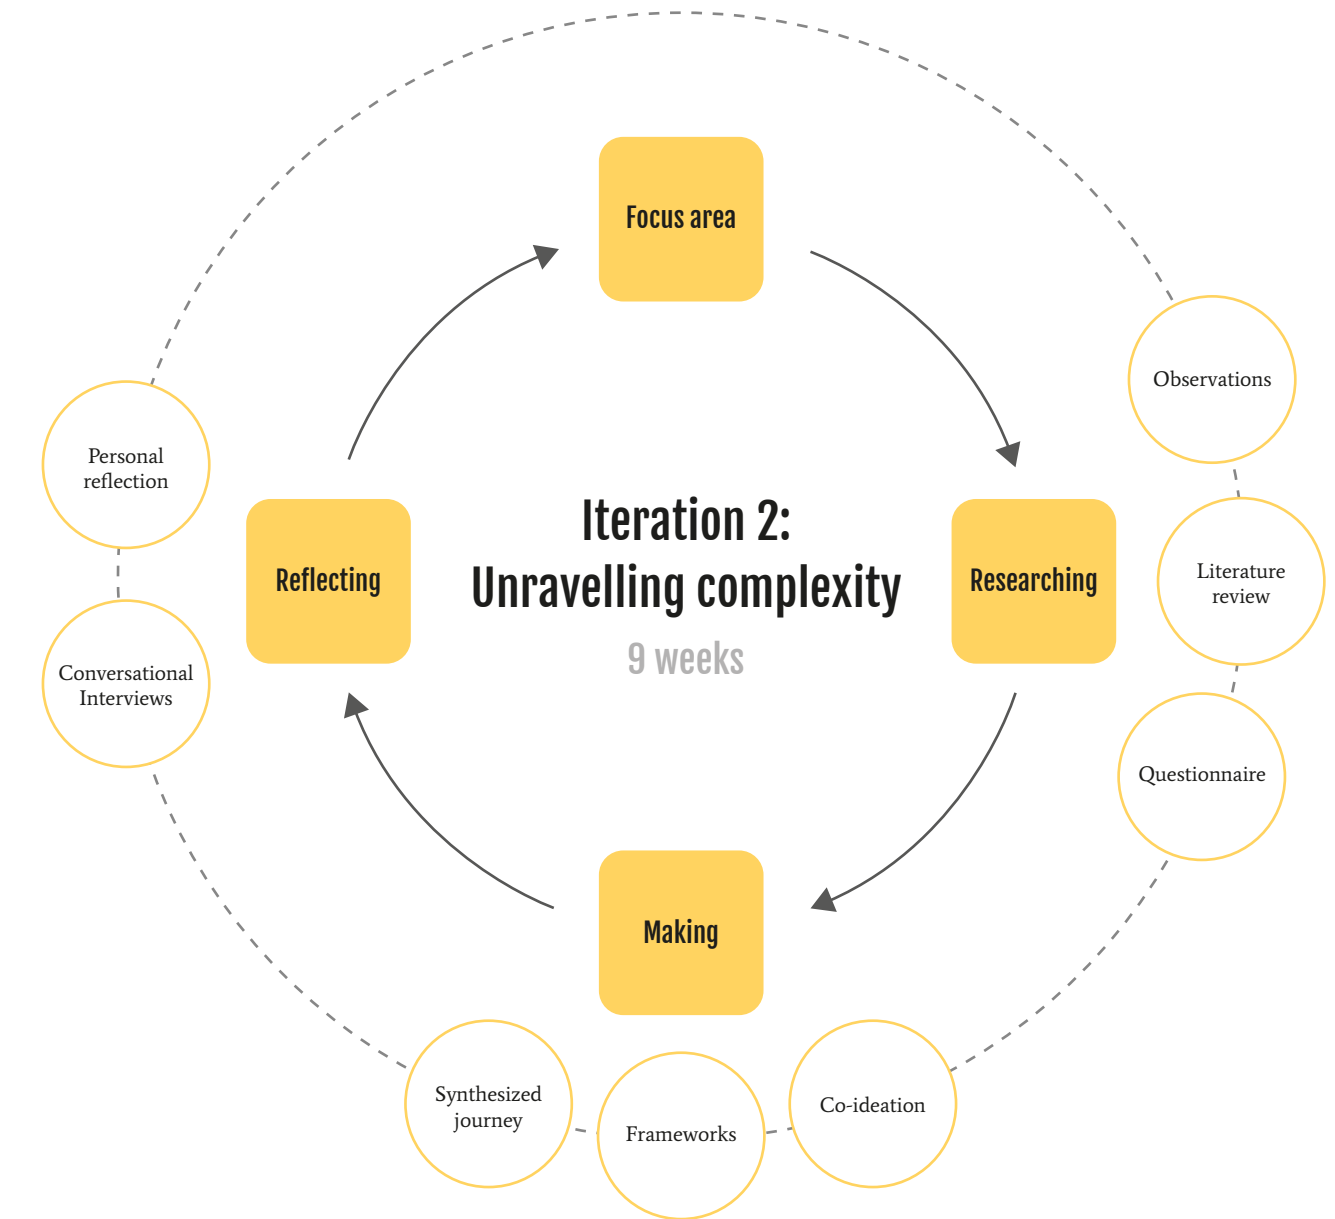 Focus area
Observations
Personal
reflection
Iteration 2:
Unravelling complexity
9 weeks
Reflecting
Researching
Literature
review
Conversational
Interviews
Questionnaire
Making
Synthesized
journey
Frameworks
Co-ideation